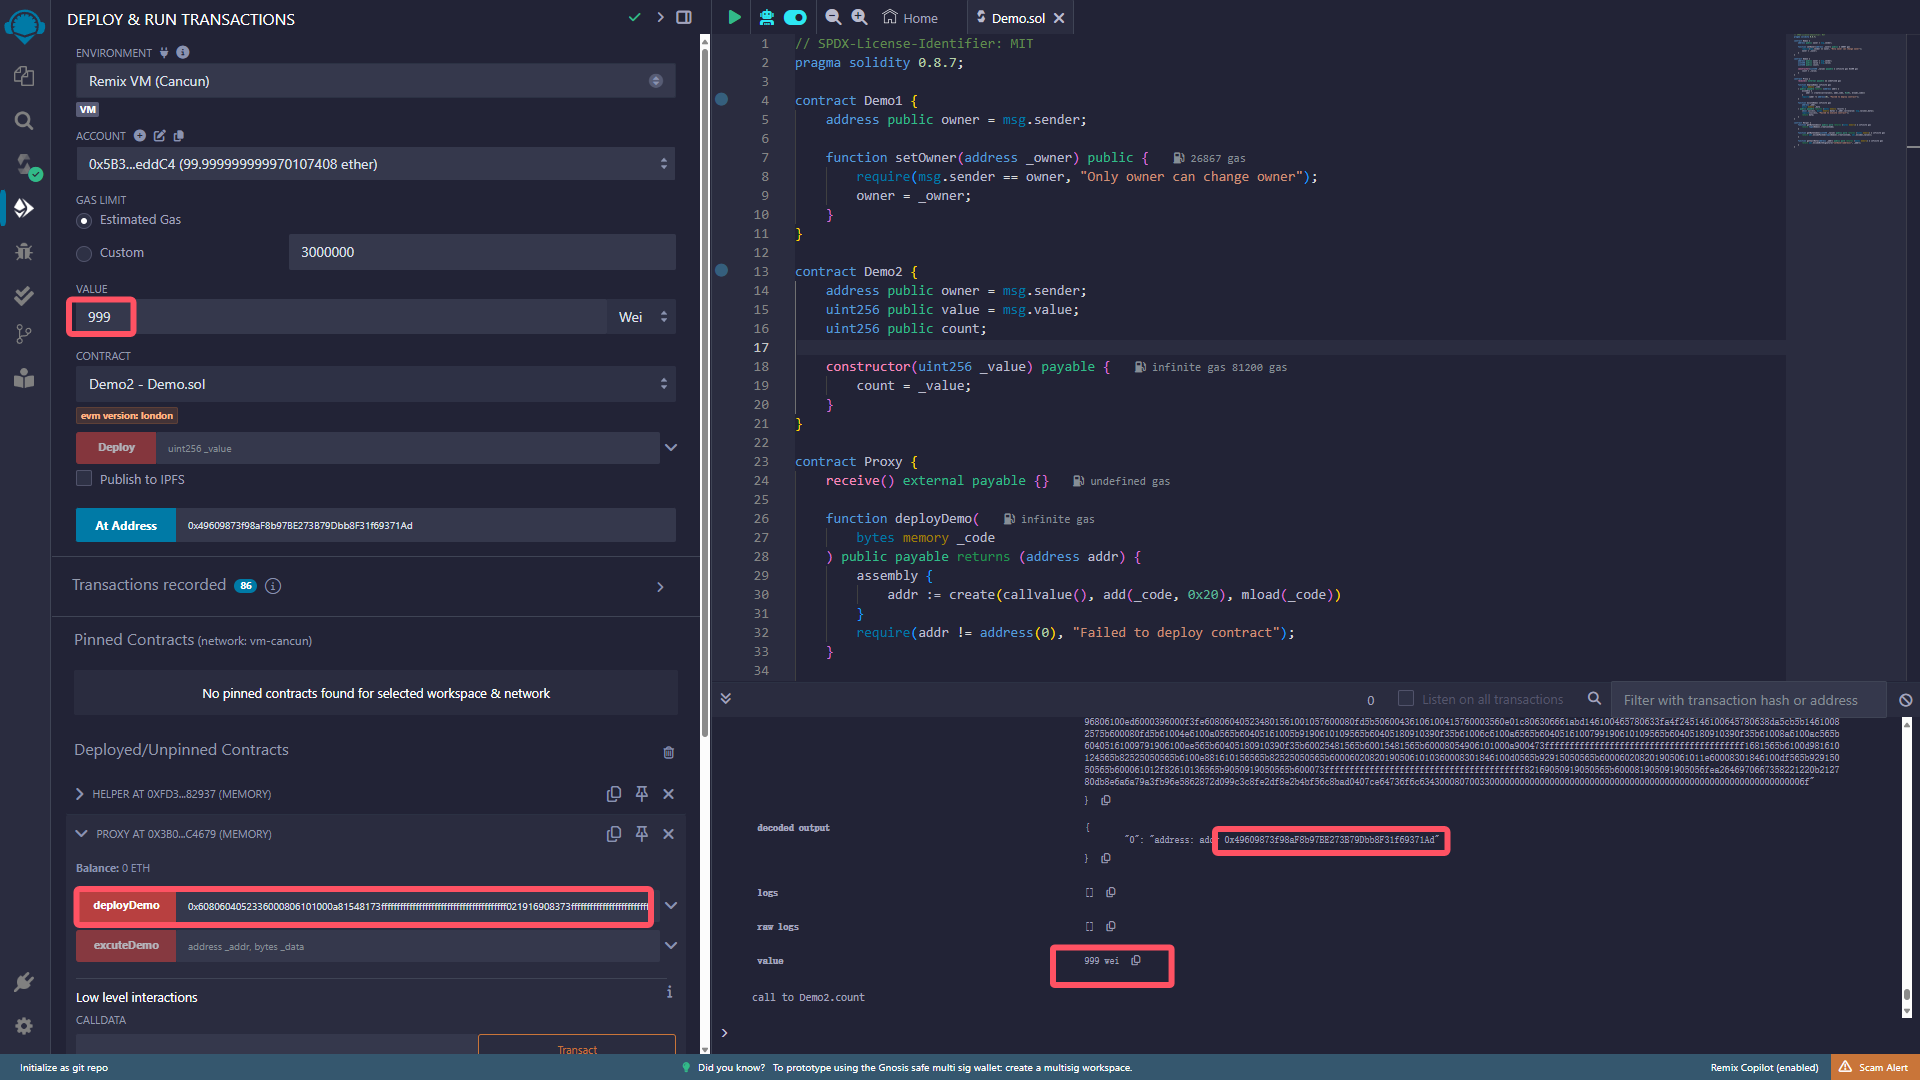 DEPLOY & RUN TRANSACTIONS
ENVIRONMENT
Remix VM (Cancun)
VM
ACCOUNT
0x5B3...eddC4 (99.999999999970107408 ether)
GAS LIMIT
Estimated Gas
Custom
3000000
VALUE
999
Wei
CONTRACT
Demo2 - Demo.sol
evm version: london
Deploy
uint256 _value
Publish to IPFS
At Address
0x49609873f98aF8b97BE273B79Dbb8F31f69371Ad
Transactions recorded 86
Pinned Contracts (network: vm-cancun)
No pinned contracts found for selected workspace & network
Deployed/Unpinned Contracts
HELPER AT 0XFD3...82937 (MEMORY)
PROXY AT 0X3B0...C4679 (MEMORY)
Balance: 0 ETH
deployDemo
excuteDemo
address _addr, bytes _data
Low level interactions
CALLDATA
Transact
Home
Demo.sol
1 // SPDX-License-Identifier: MIT
2 pragma solidity 0.8.7;
3
4 contract Demo1 {
5 address public owner = msg.sender;
6
7 function setOwner(address _owner) public { 26867 gas
8 require(msg.sender == owner, "Only owner can change owner");
9 owner = _owner;
10 }
11 }
12
13 contract Demo2 {
14 address public owner = msg.sender;
15 uint256 public value = msg.value;
16 uint256 public count;
17
18 constructor(uint256 _value) payable { infinite gas 81200 gas
19 count = _value;
20 }
21 }
22
23 contract Proxy {
24 receive() external payable {} undefined gas
25
26 function deployDemo( infinite gas
27 bytes memory _code
28 ) public payable returns (address addr) {
29 assembly {
30 addr := create(callvalue(), add(_code, 0x20), mload(_code))
31 }
32 require(addr != address(0), "Failed to deploy contract");
33 }
34
0
Listen on all transactions
Filter with transaction hash or address
}
decoded output
{
"0": "address: addr 0x49609873f98aF8b97BE273B79Dbb8F31f69371Ad"
}
logs
[]
raw logs
[]
value
999 wei
call to Demo2.count
>
Initialize as git repo
Did you know? To prototype using the Gnosis safe multi sig wallet: create a multisig workspace.
Remix Copilot (enabled)
Scam Alert